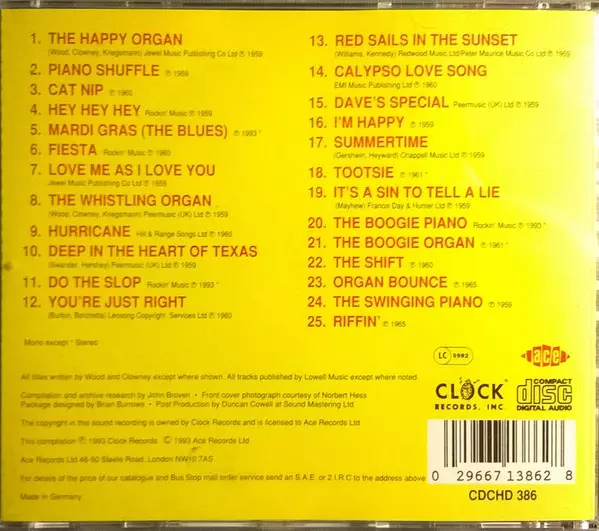 1. THE HAPPY ORGAN
(Wood, Clowney, Kriegsmann) Jewel Music Publishing Co Ltd ℗ 1959
2. PIANO SHUFFLE ℗ 1959
3. CAT NIP ℗ 1960
4. HEY HEY HEY Rockin' Music ℗ 1959
5. MARDI GRAS (THE BLUES) ℗ 1993 *
6. FIESTA Rockin' Music ℗ 1960
7. LOVE ME AS I LOVE YOU
Jewel Music Publishing Co Ltd ℗ 1959
8. THE WHISTLING ORGAN
(Wood, Clowney, Kriegsmann) Peermusic (UK) Ltd ℗ 1959
9. HURRICANE Hill & Range Songs Ltd ℗ 1960
10. DEEP IN THE HEART OF TEXAS
(Swander, Hershey) Peermusic (UK) Ltd ℗ 1959
11. DO THE SLOP Rockin' Music ℗ 1993 *
12. YOU'RE JUST RIGHT
(Burton, Barchetta) Leosong Copyright Services Ltd ℗ 1960
Mono except * Stereo
13. RED SAILS IN THE SUNSET
(Williams, Kennedy) Redwood Music Ltd/Peter Maurice Music Co Ltd ℗ 1959
14. CALYPSO LOVE SONG
EMI Music Publishing Ltd ℗ 1960
15. DAVE'S SPECIAL Peermusic (UK) Ltd ℗ 1959
16. I'M HAPPY ℗ 1959
17. SUMMERTIME
(Gershwin, Heyward) Chappell Music Ltd ℗ 1959
18. TOOTSIE ℗ 1961 *
19. IT'S A SIN TO TELL A LIE
(Mayhew) Francis Day & Hunter Ltd ℗ 1959
20. THE BOOGIE PIANO Rockin' Music ℗ 1993 *
21. THE BOOGIE ORGAN ℗ 1961 *
22. THE SHIFT ℗ 1960
23. ORGAN BOUNCE ℗ 1965
24. THE SWINGING PIANO ℗ 1959
25. RIFFIN' ℗ 1965
LC 5982
ace
All titles written by Wood and Clowney except where shown. All tracks published by Lowell Music except where noted
Compilation and archive research by John Broven • Front cover photograph courtesy of Norbert Hess
Package designed by Brian Burrows • Post Production by Duncan Cowell at Sound Mastering Ltd
The copyright in this sound recording is owned by Clock Records and is licensed to Ace Records Ltd
This compilation ℗ 1993 Clock Records © 1993 Ace Records Ltd
Ace Records Ltd 46-50 Steele Road, London NW10 7AS
For details of the price of our catalogue and Bus Stop mail order service send an S.A.E. or 2 I.R.C to the address above
Made in Germany
CLOCK
RECORDS, INC.
COMPACT
disc
DIGITAL AUDIO
0 29667 13862 8
CDCHD 386